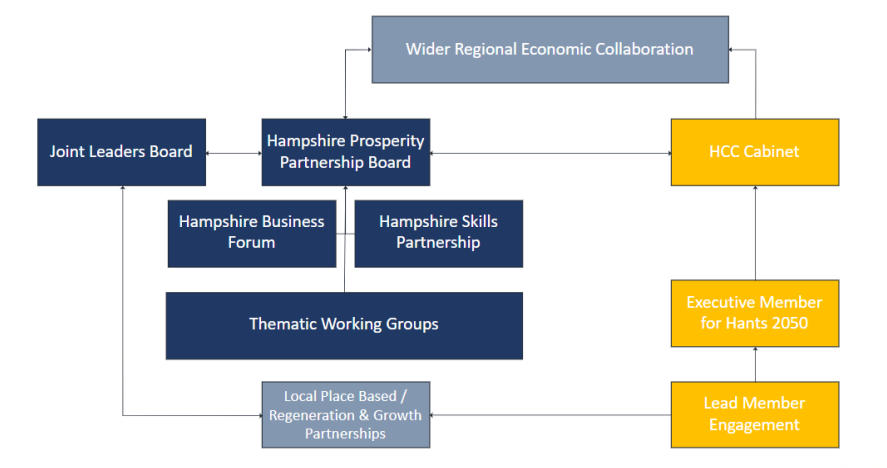 Wider Regional Economic Collaboration
Joint Leaders Board
Hampshire Prosperity
Partnership Board
HCC Cabinet
Hampshire Business
Forum
Hampshire Skills
Partnership
Executive Member
for Hants 2050
Thematic Working Groups
Local Place Based /
Regeneration & Growth
Partnerships
Lead Member
Engagement